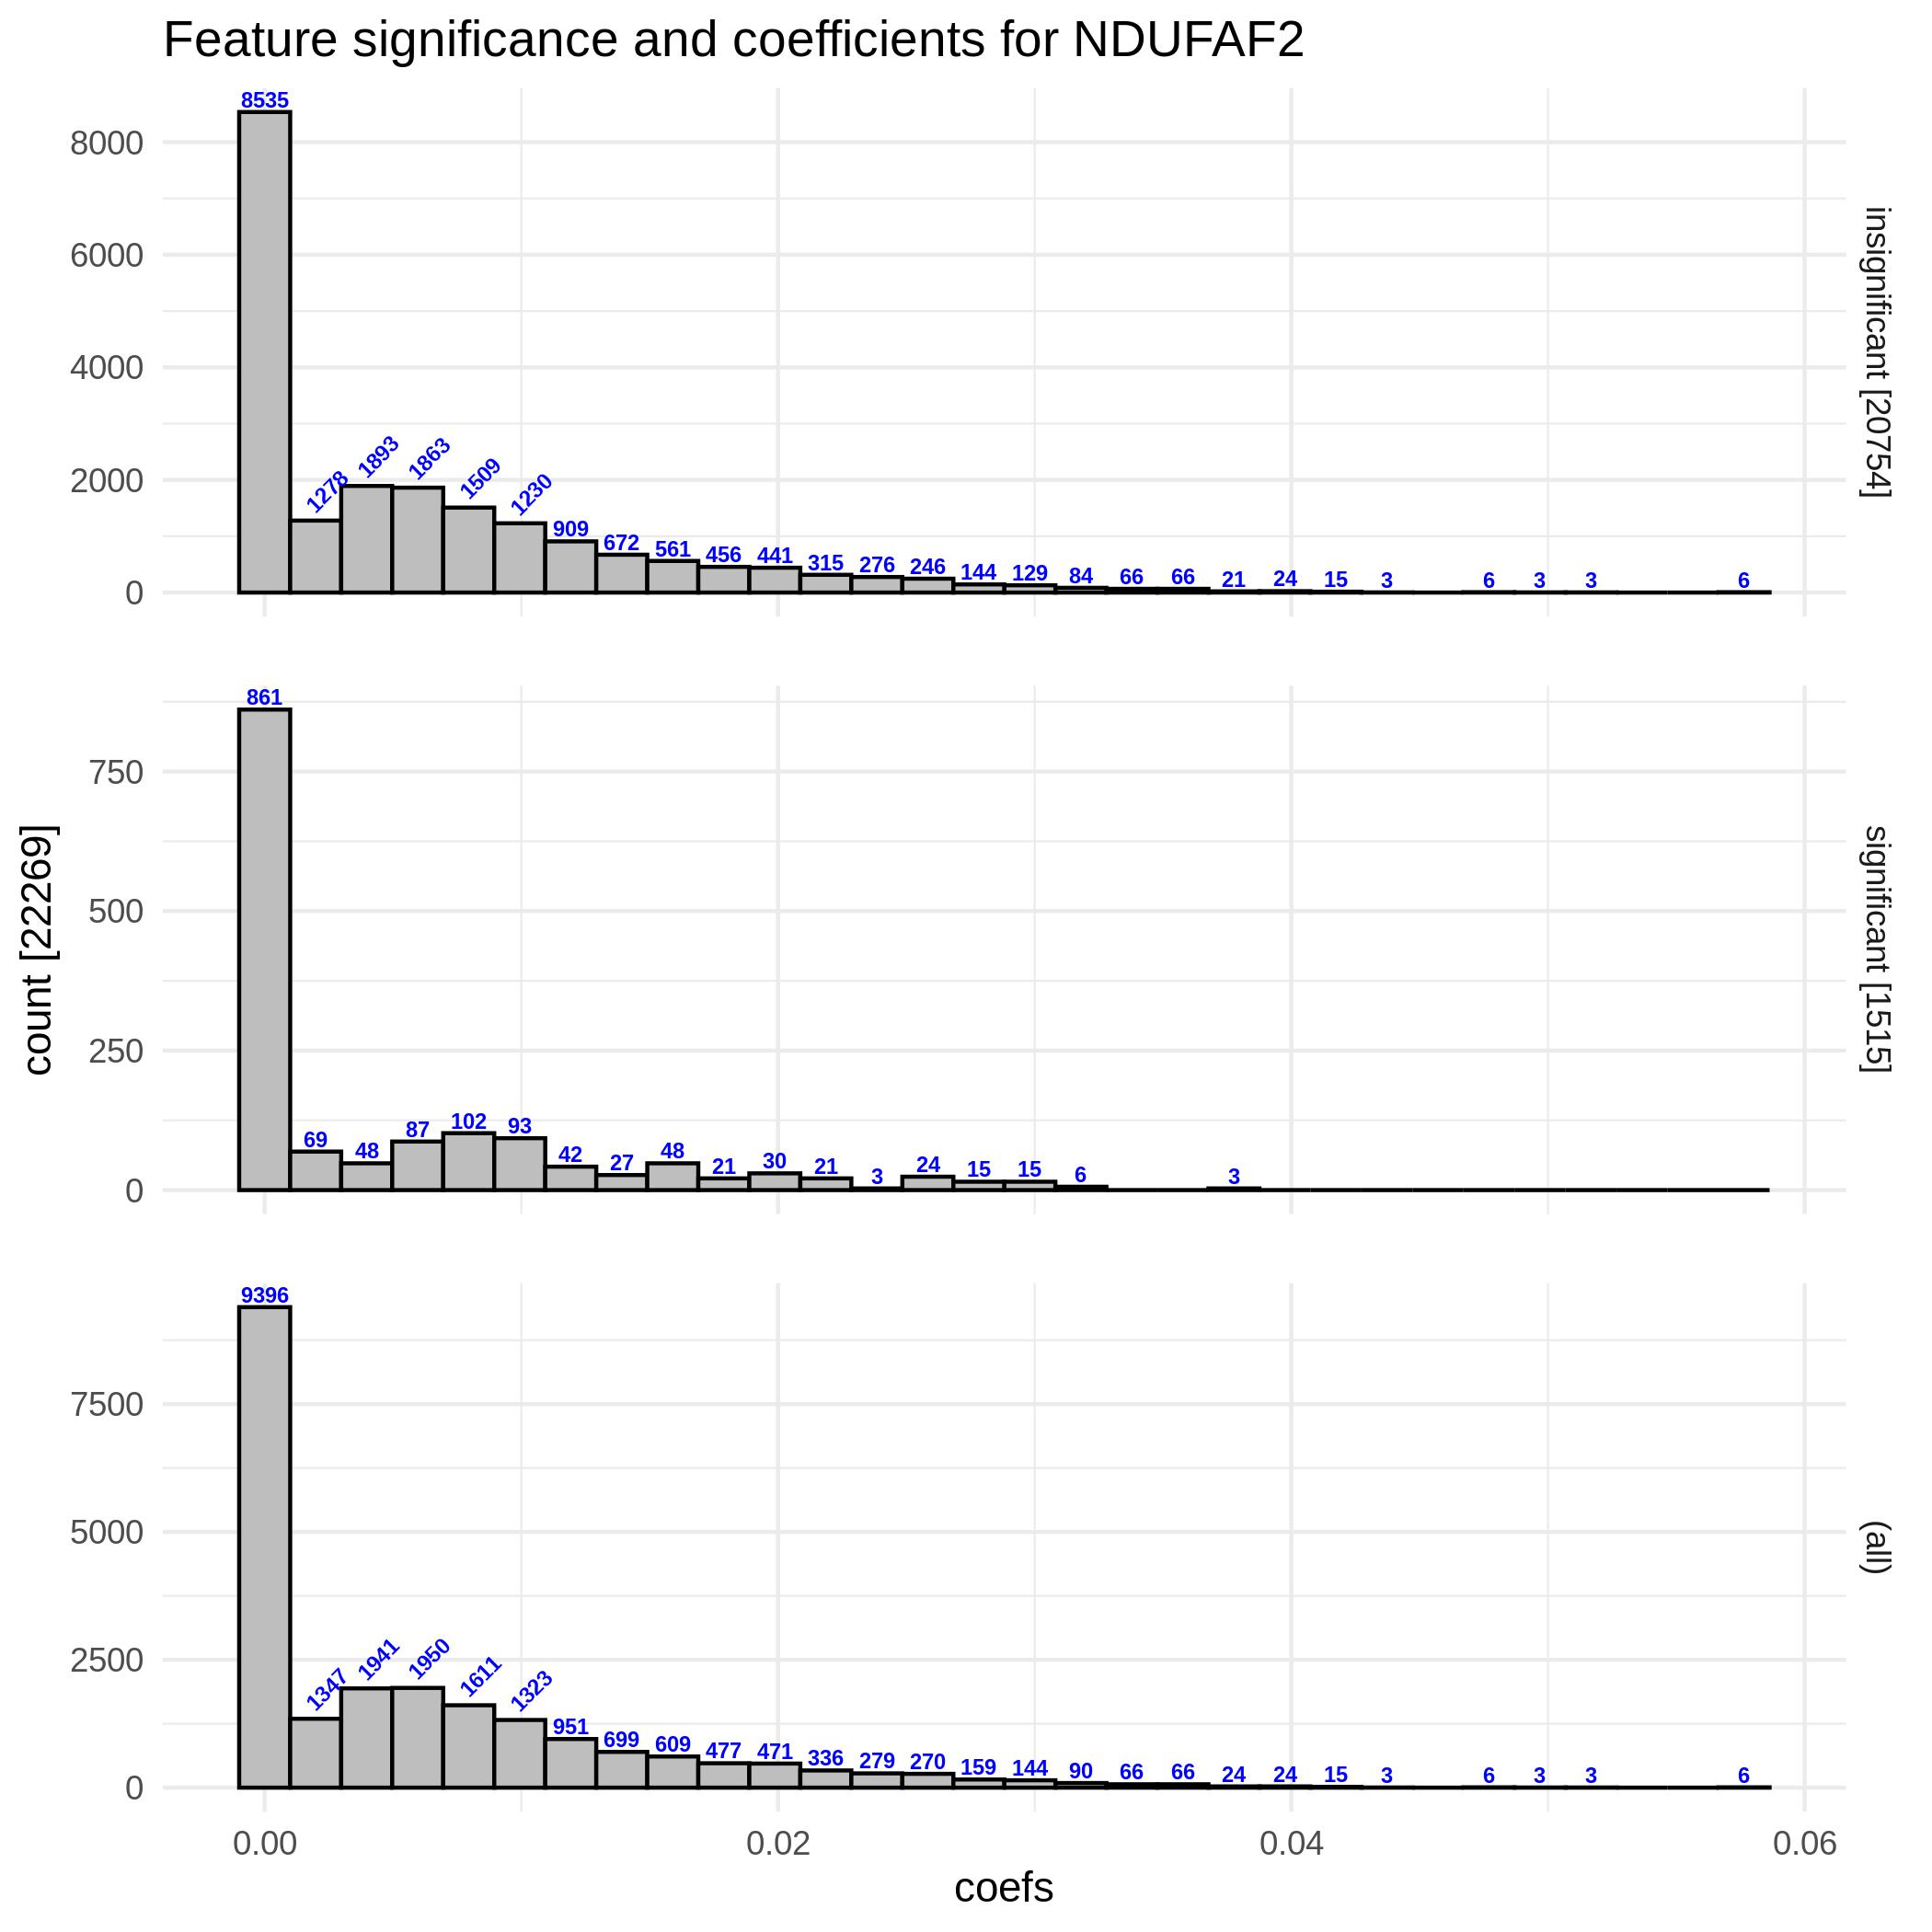 Feature significance and coefficients for NDUFAF2
8535
8000
6000
4000
2000
0
1278 1893 1863 1509 1230 909 672 561 456 441 315 276 246 144 129 84 66 66 21 24 15 3 6 3 3 6
insignificant [20754]
861
750
500
250
0
69 48 87 102 93 42 27 48 21 30 21 3 24 15 15 6 3
significant [1515]
count [22269]
9396
7500
5000
2500
0
1347 1941 1950 1611 1323 951 699 609 477 471 336 279 270 159 144 90 66 66 24 24 15 3 6 3 3 6
(all)
0.00 0.02 0.04 0.06
coefs